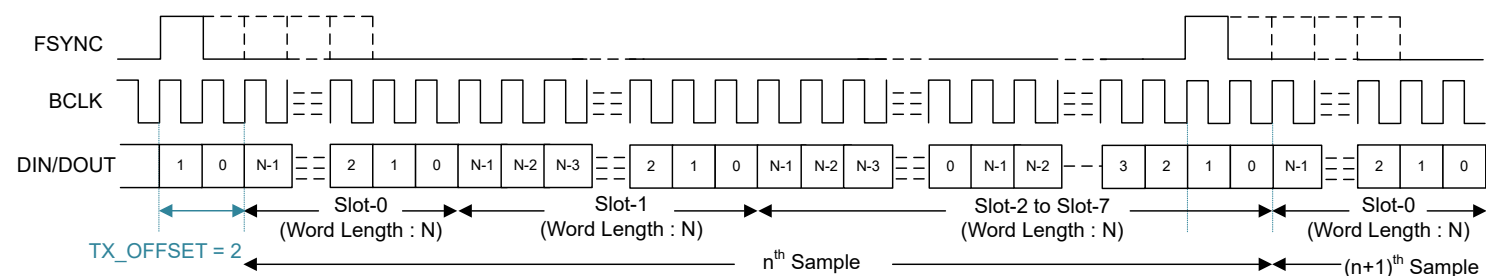 FSYNC
BCLK
DIN/DOUT 1 0 N-1 2 1 0 N-1 N-2 N-3 2 1 0 N-1 N-2 N-3 0 N-1 N-2 3 2 1 0 N-1 2 1 0
Slot-0 Slot-1 Slot-2 to Slot-7 Slot-0
(Word Length : N) (Word Length : N) (Word Length : N) (Word Length : N)
TX_OFFSET = 2
nth Sample (n+1)th Sample